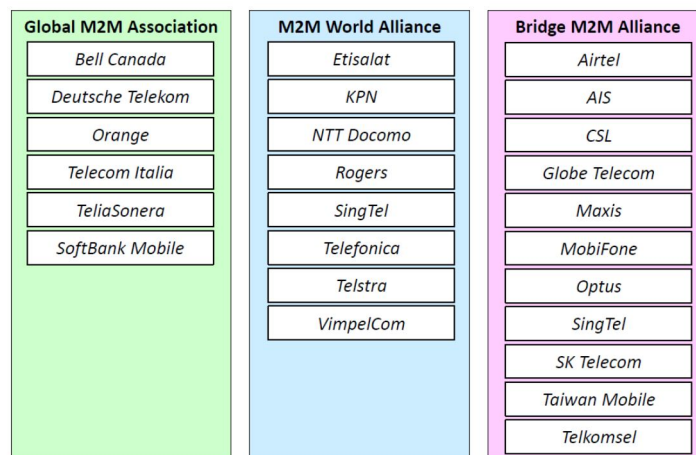 Global M2M Association
Bell Canada
Deutsche Telekom
Orange
Telecom Italia
TeliaSonera
SoftBank Mobile
M2M World Alliance
Etisalat
KPN
NTT Docomo
Rogers
SingTel
Telefonica
Telstra
VimpelCom
Bridge M2M Alliance
Airtel
AIS
CSL
Globe Telecom
Maxis
MobiFone
Optus
SingTel
SK Telecom
Taiwan Mobile
Telkomsel